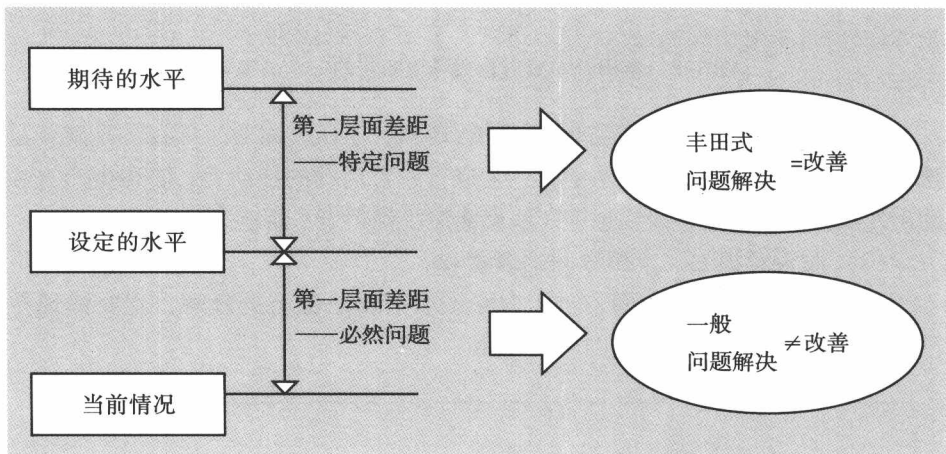 期待的水平
第二层面差距
——特定问题
丰田式
问题解决
=改善
设定的水平
第一层面差距
——必然问题
一般
问题解决
≠改善
当前情况